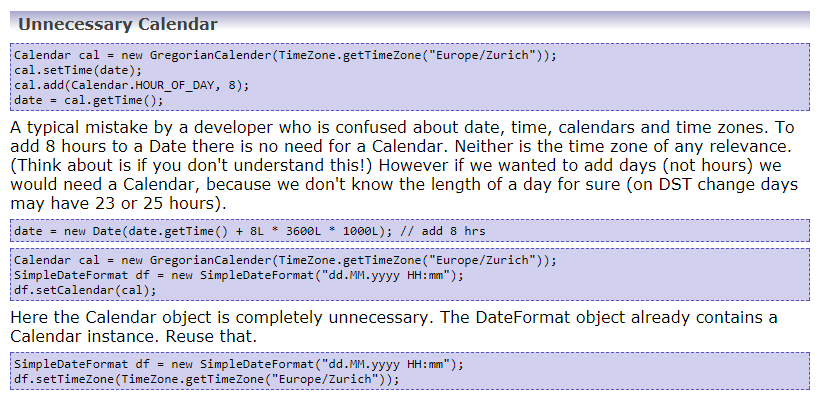 Unnecessary Calendar
Calendar cal = new GregorianCalender(TimeZone.getTimeZone("Europe/Zurich"));
cal.setTime(date);
cal.add(Calendar.HOUR_OF_DAY, 8);
date = cal.getTime();
A typical mistake by a developer who is confused about date, time, calendars and time zones. To
add 8 hours to a Date there is no need for a Calendar. Neither is the time zone of any relevance.
(Think about is if you don't understand this!) However if we wanted to add days (not hours) we
would need a Calendar, because we don't know the length of a day for sure (on DST change days
may have 23 or 25 hours).
date = new Date(date.getTime() + 8L * 3600L * 1000L); // add 8 hrs
Calendar cal = new GregorianCalender(TimeZone.getTimeZone("Europe/Zurich"));
SimpleDateFormat df = new SimpleDateFormat("dd.MM.yyyy HH:mm");
df.setCalendar(cal);
Here the Calendar object is completely unnecessary. The DateFormat object already contains a
Calendar instance. Reuse that.
SimpleDateFormat df = new SimpleDateFormat("dd.MM.yyyy HH:mm");
df.setTimeZone(TimeZone.getTimeZone("Europe/Zurich"));